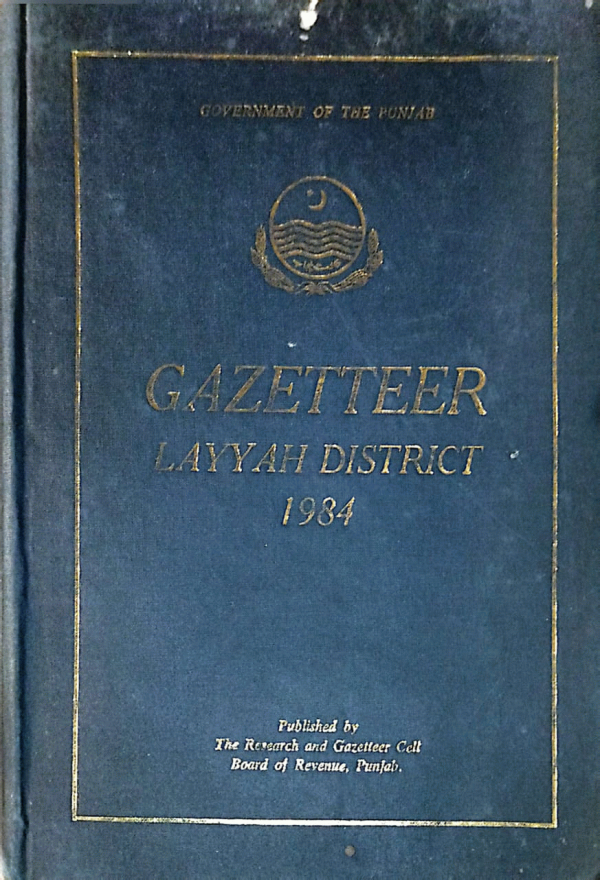 GOVERNMENT OF THE PUNJAB
GAZETTEER
LAYYAH DISTRICT
1984
Published by
The Research and Gazetteer Cell
Board of Revenue, Punjab.